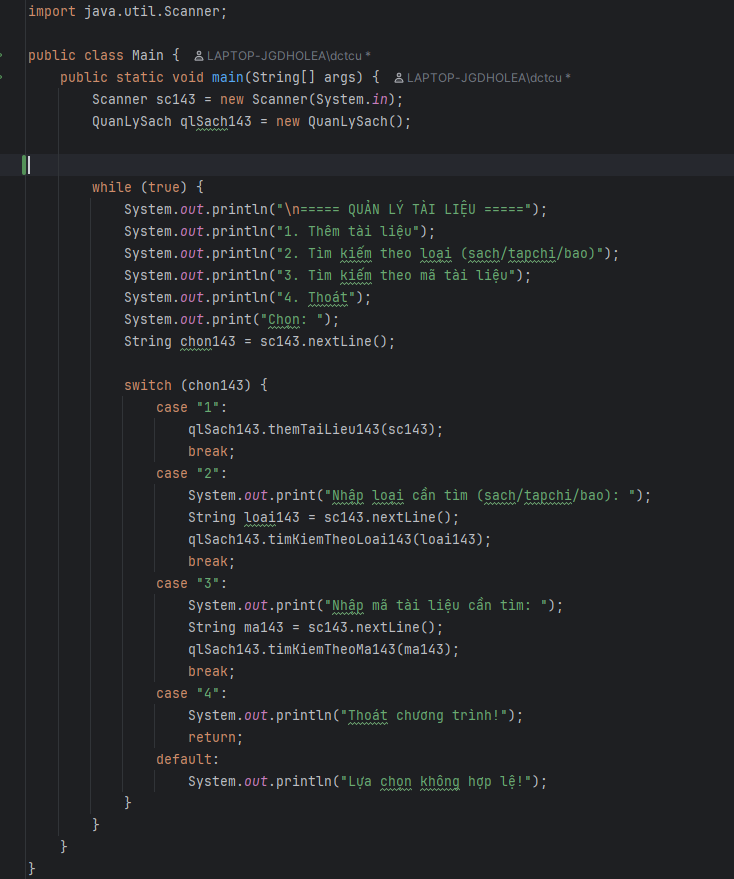 import java.util.Scanner;
public class Main { LAPTOP-JGDHOLEA\dctcu *
public static void main(String[] args) { LAPTOP-JGDHOLEA\dctcu *
Scanner sc143 = new Scanner(System.in);
QuanLySach qlSach143 = new QuanLySach();
while (true) {
System.out.println("\n===== QUẢN LÝ TÀI LIỆU =====");
System.out.println("1. Thêm tài liệu");
System.out.println("2. Tìm kiếm theo loại (sach/tapchi/bao)");
System.out.println("3. Tìm kiếm theo mã tài liệu");
System.out.println("4. Thoát");
System.out.print("Chọn: ");
String chon143 = sc143.nextLine();
switch (chon143) {
case "1":
qlSach143.themTaiLieu143(sc143);
break;
case "2":
System.out.print("Nhập loại cần tìm (sach/tapchi/bao): ");
String loai143 = sc143.nextLine();
qlSach143.timKiemTheoLoai143(loai143);
break;
case "3":
System.out.print("Nhập mã tài liệu cần tìm: ");
String ma143 = sc143.nextLine();
qlSach143.timKiemTheoMa143(ma143);
break;
case "4":
System.out.println("Thoát chương trình!");
return;
default:
System.out.println("Lựa chọn không hợp lệ!");
}
}
}
}